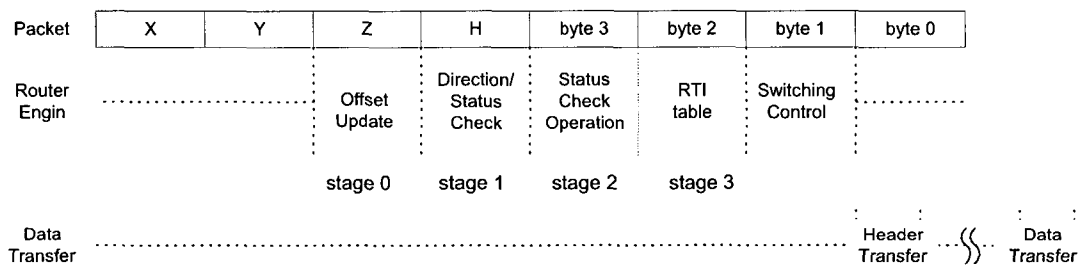 Packet X Y Z H byte 3 byte 2 byte 1 byte 0
Router
Engin
Offset
Update
Direction/
Status
Check
Status
Check
Operation
RTI
table
Switching
Control
stage 0 stage 1 stage 2 stage 3
Data
Transfer
Header
Transfer
Data
Transfer